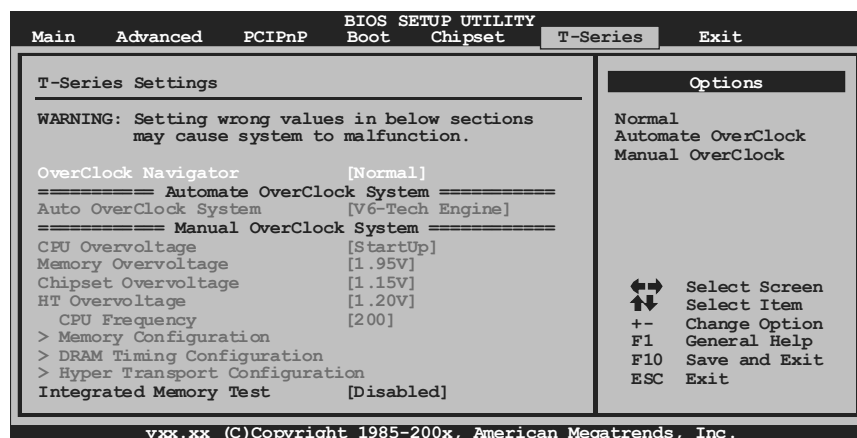 BIOS SETUP UTILITY
Main Advanced PCIPnP Boot Chipset T-Series Exit
T-Series Settings
WARNING: Setting wrong values in below sections
may cause system to malfunction.
OverClock Navigator [Normal]
=========== Automate OverClock System ===========
Auto OverClock System [V6-Tech Engine]
============ Manual OverClock System ============
CPU Overvoltage [StartUp]
Memory Overvoltage [1.95V]
Chipset Overvoltage [1.15V]
HT Overvoltage [1.20V]
CPU Frequency [200]
> Memory Configuration
> DRAM Timing Configuration
> Hyper Transport Configuration
Integrated Memory Test [Disabled]
Options
Normal
Automate OverClock
Manual OverClock
Select Screen
Select Item
+- Change Option
F1 General Help
F10 Save and Exit
ESC Exit
vxx.xx (C)Copyright 1985-200x, American Megatrends, Inc.